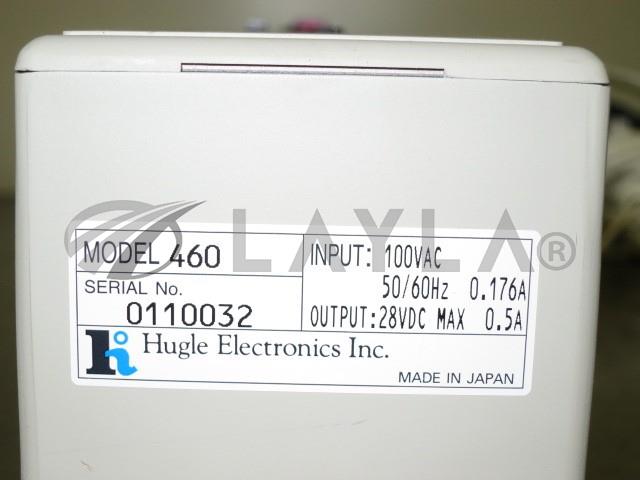 LAYLA®
MODEL 460
SERIAL No.
0110032
INPUT: 100VAC
50/60Hz 0.176A
OUTPUT:28VDC MAX 0.5A
Hugle Electronics Inc.
MADE IN JAPAN